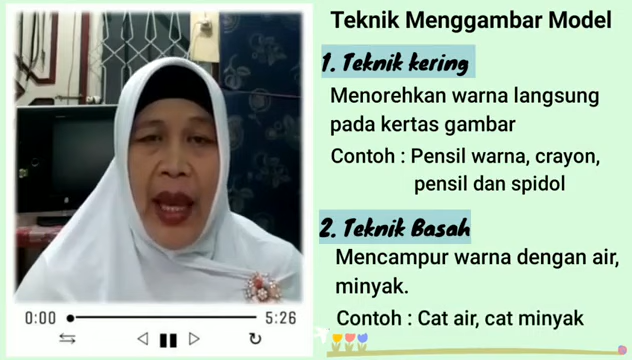 Teknik Menggambar Model
1. Teknik kering
Menorehkan warna langsung
pada kertas gambar
Contoh : Pensil warna, crayon,
pensil dan spidol
2. Teknik Basah
Mencampur warna dengan air,
minyak.
Contoh : Cat air, cat minyak
0:00 5:26